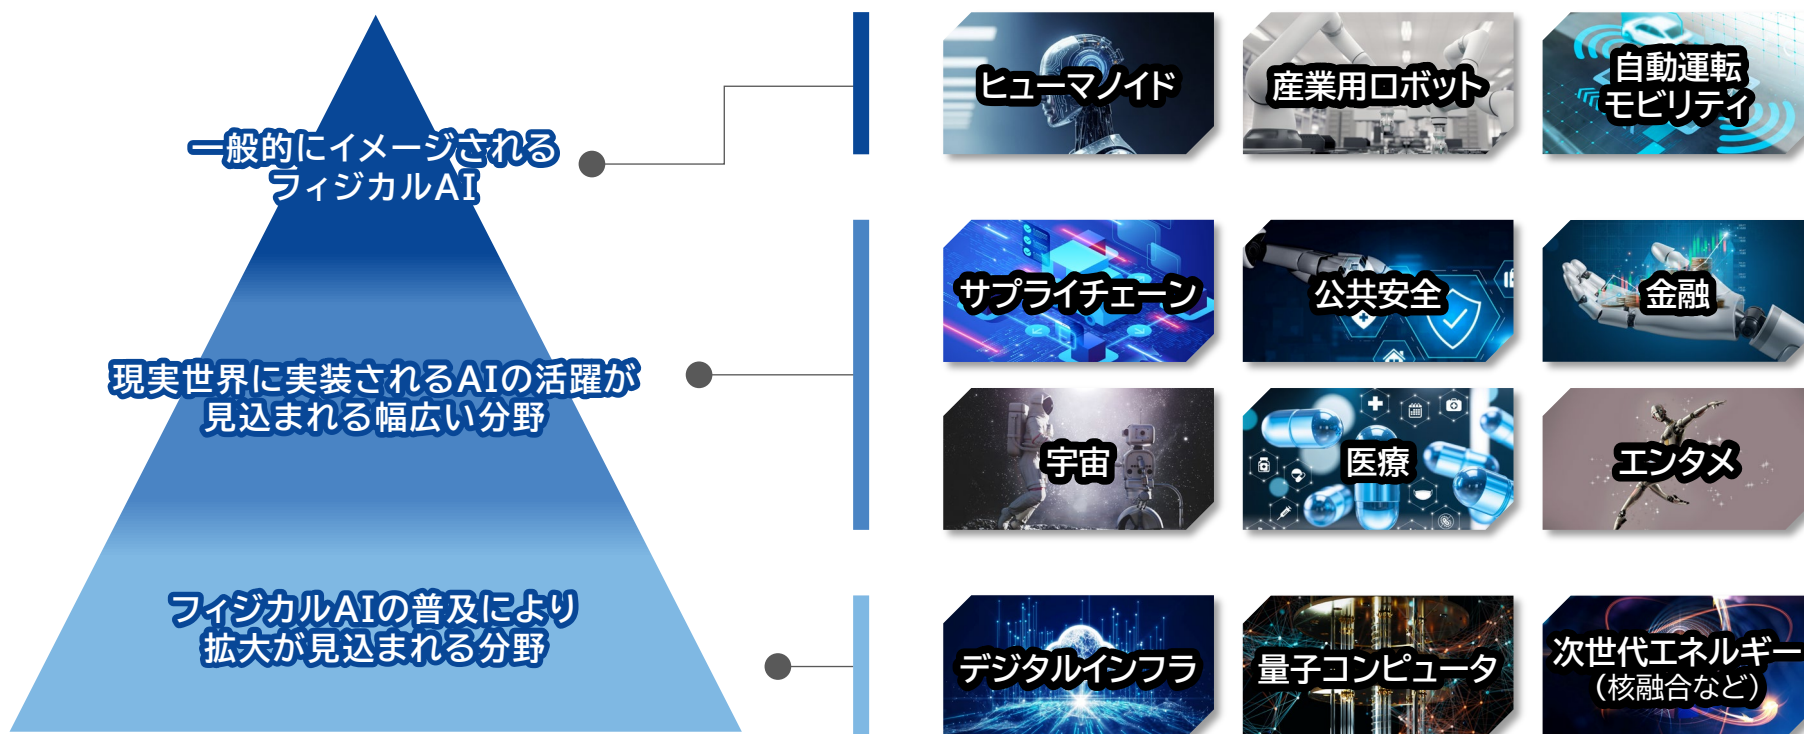 一般的にイメージされる
フィジカルAI
ヒューマノイド
産業用ロボット
自動運転
モビリティ
現実世界に実装されるAIの活躍が
見込まれる幅広い分野
サプライチェーン
公共安全
金融
宇宙
医療
エンタメ
フィジカルAIの普及により
拡大が見込まれる分野
デジタルインフラ
量子コンピュータ
次世代エネルギー
（核融合など）